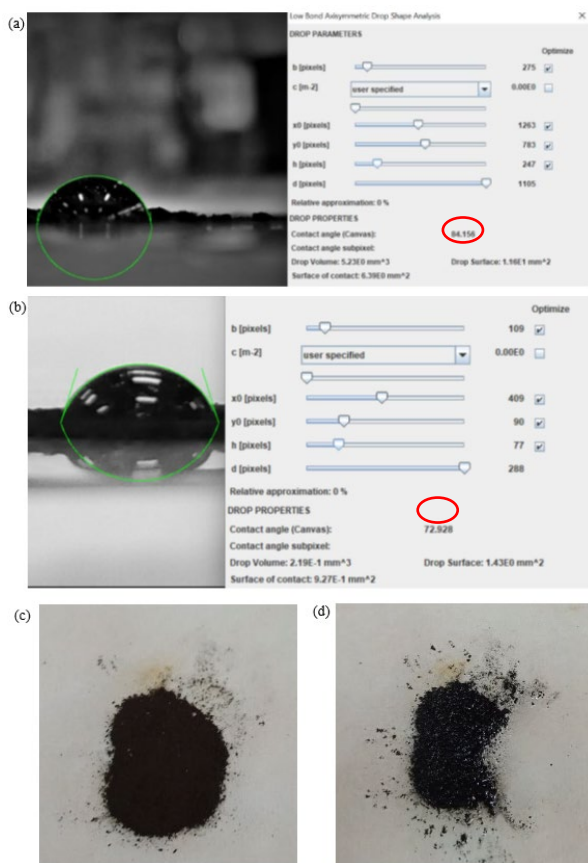 (a)
Low Bond Axisymmetric Drop Shape Analysis
DROP PARAMETERS
Optimize
b [pixels] 275
c [m-2] user specified 0.00E0
x0 [pixels] 1263
y0 [pixels] 783
h [pixels] 247
d [pixels] 1105
Relative approximation: 0 %
DROP PROPERTIES
Contact angle (Canvas): 84.156
Contact angle subpixel:
Drop Volume: 5.23E0 mm^3 Drop Surface: 1.16E1 mm^2
Surface of contact: 6.39E0 mm^2
(b)
Optimize
b [pixels] 109
c [m-2] user specified 0.00E0
x0 [pixels] 409
y0 [pixels] 90
h [pixels] 77
d [pixels] 288
Relative approximation: 0 %
DROP PROPERTIES
Contact angle (Canvas): 72.928
Contact angle subpixel:
Drop Volume: 2.19E-1 mm^3 Drop Surface: 1.43E0 mm^2
Surface of contact: 9.27E-1 mm^2
(c) (d)